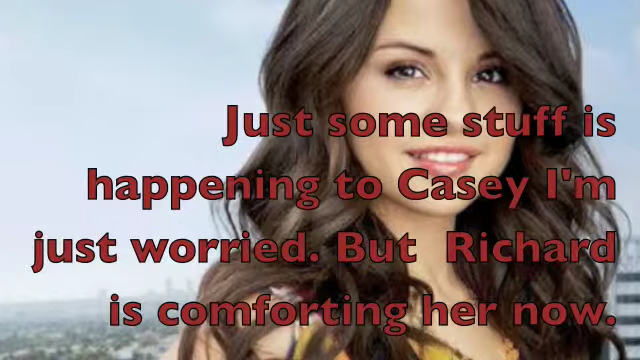 Just some stuff is
happening to Casey I'm
just worried. But  Richard
is comforting her now.